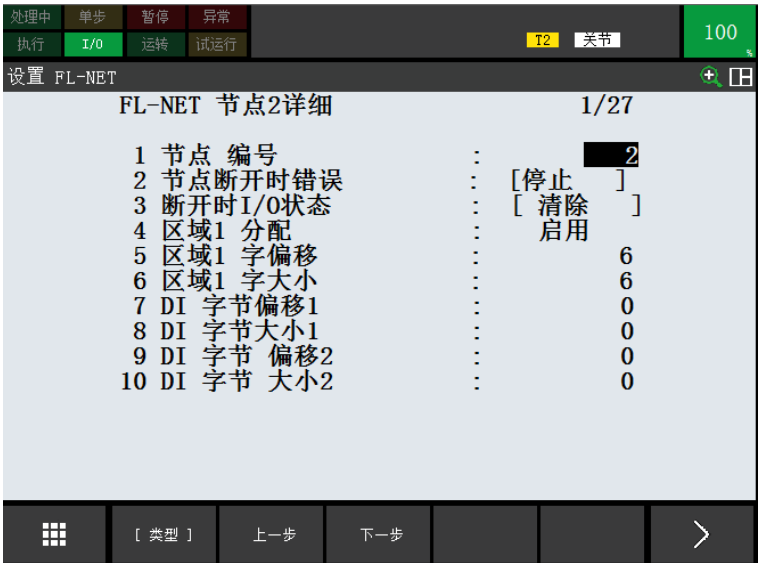 处理中 单步 暂停 异常
执行 I/O 运转 试运行 T2 关节 100 %
设置 FL-NET
FL-NET 节点2详细 1/27
1 节点 编号 : 2
2 节点断开时错误 : [停止 ]
3 断开时I/O状态 : [ 清除 ]
4 区域1 分配 : 启用
5 区域1 字偏移 : 6
6 区域1 字大小 : 6
7 DI 字节偏移1 : 0
8 DI 字节大小1 : 0
9 DI 字节 偏移2 : 0
10 DI 字节 大小2 : 0
[ 类型 ] 上一步 下一步